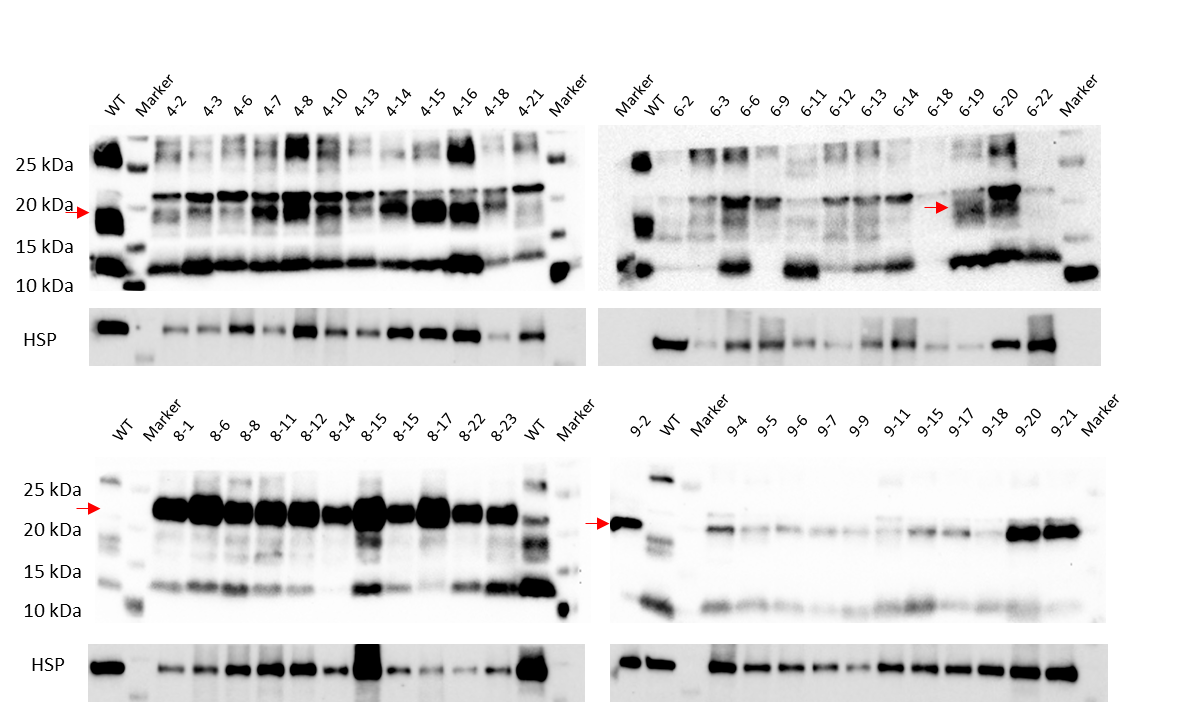 WT Marker 4-2 4-3 4-6 4-7 4-8 4-10 4-13 4-14 4-15 4-16 4-18 4-21 Marker
Marker WT 6-2 6-3 6-6 6-9 6-11 6-12 6-13 6-14 6-18 6-19 6-20 6-22 Marker
25 kDa
20 kDa
15 kDa
10 kDa
HSP
WT Marker 8-1 8-6 8-8 8-11 8-12 8-14 8-15 8-15 8-17 8-22 8-23 WT Marker
9-2 WT Marker 9-4 9-5 9-6 9-7 9-9 9-11 9-15 9-17 9-18 9-20 9-21 Marker
25 kDa
20 kDa
15 kDa
10 kDa
HSP